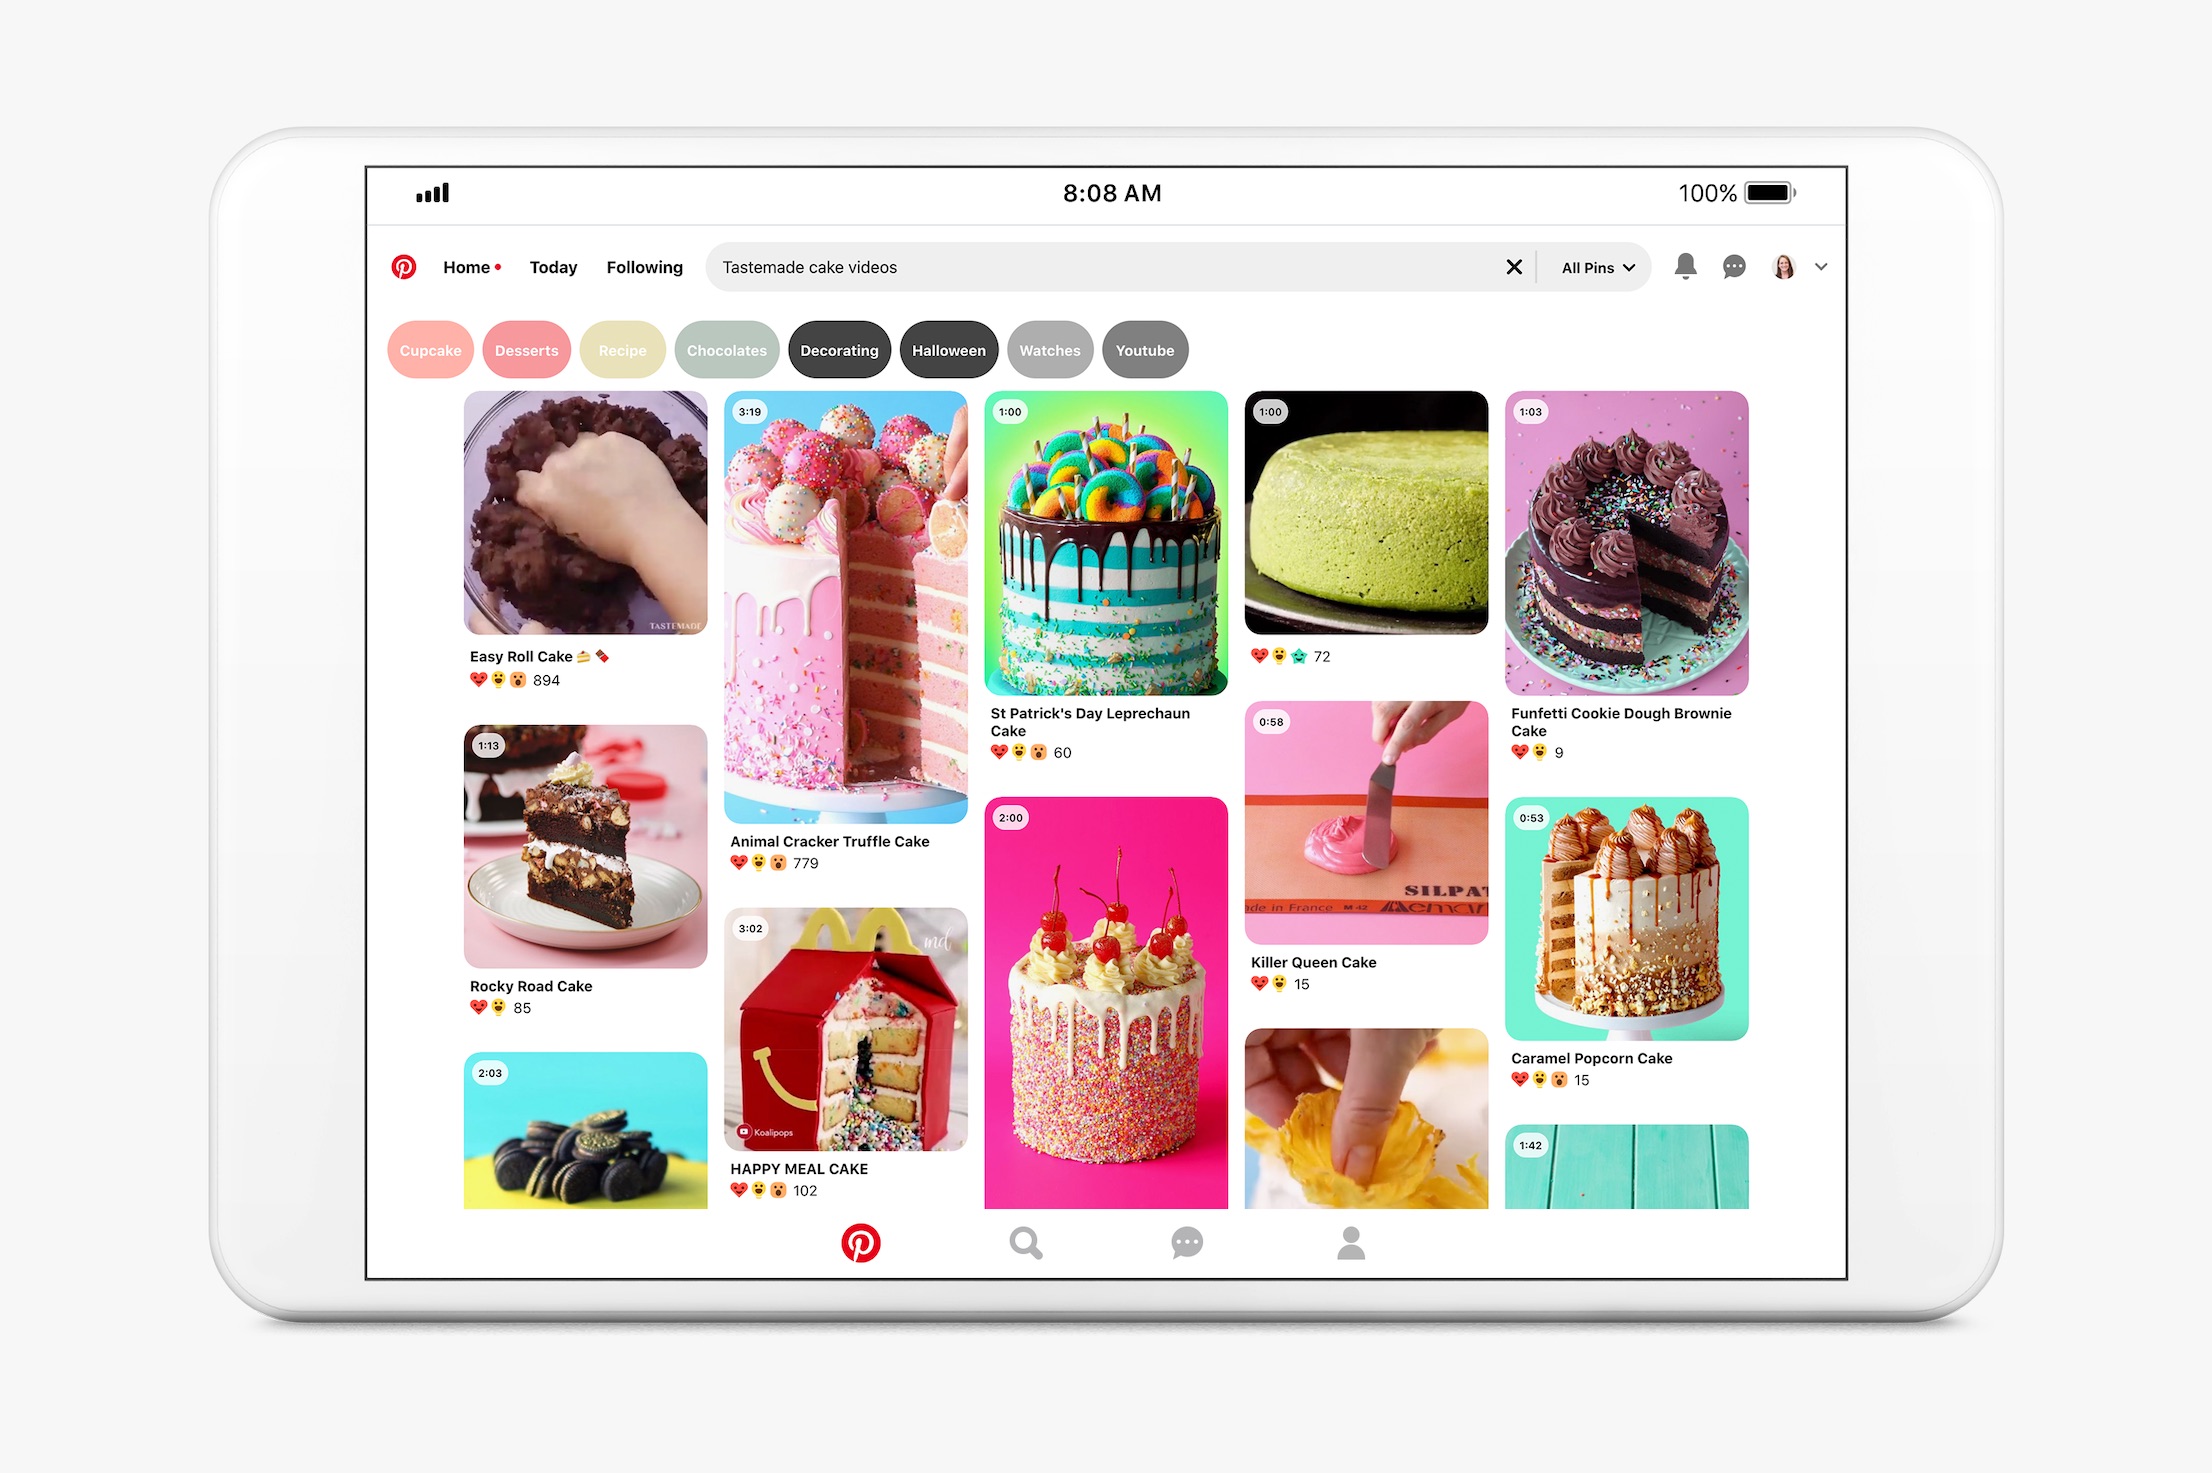 8:08 AM
100%
Home
Today
Following
Tastemade cake videos
All Pins
Cupcake
Desserts
Recipe
Chocolates
Decorating
Halloween
Watches
Youtube
TASTEMADE
Easy Roll Cake
894
1:13
Rocky Road Cake
85
2:03
3:19
Animal Cracker Truffle Cake
779
3:02
md
Koalipops
HAPPY MEAL CAKE
102
1:00
St Patrick's Day Leprechaun
Cake
60
2:00
1:00
72
0:58
SILPAT
ade in France M 42
Killer Queen Cake
15
1:03
Funfetti Cookie Dough Brownie
Cake
9
0:53
Caramel Popcorn Cake
15
1:42